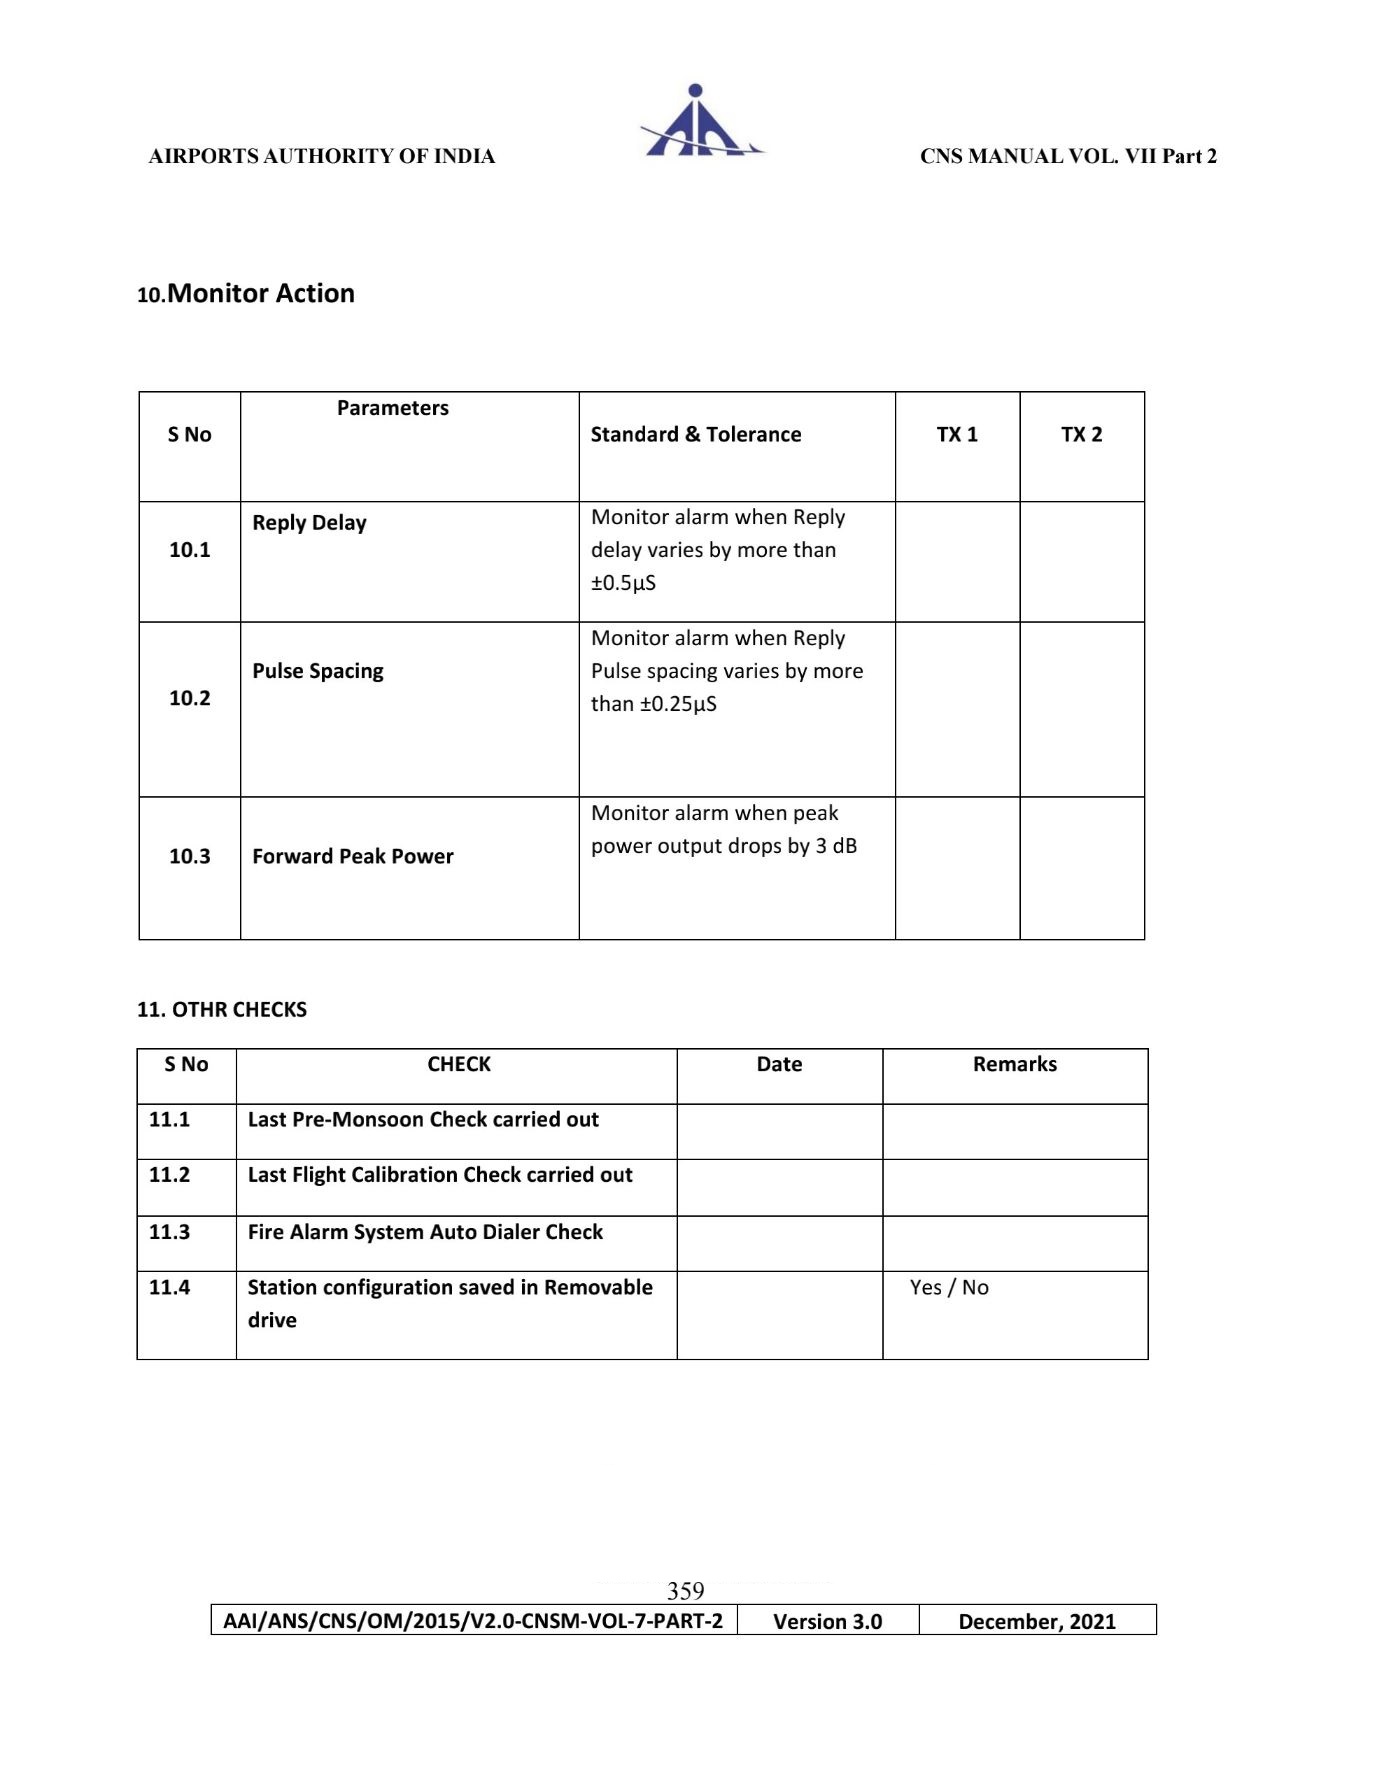 AIRPORTS AUTHORITY OF INDIA
CNS MANUAL VOL. VII Part 2
10.Monitor Action
S No
Parameters
Standard & Tolerance
TX 1
TX 2
10.1
Reply Delay
Monitor alarm when Reply
delay varies by more than
±0.5µS
10.2
Pulse Spacing
Monitor alarm when Reply
Pulse spacing varies by more
than ±0.25µS
10.3
Forward Peak Power
Monitor alarm when peak
power output drops by 3 dB
11. OTHR CHECKS
S No
CHECK
Date
Remarks
11.1
Last Pre-Monsoon Check carried out
11.2
Last Flight Calibration Check carried out
11.3
Fire Alarm System Auto Dialer Check
11.4
Station configuration saved in Removable
drive
Yes / No
359
AAI/ANS/CNS/OM/2015/V2.0-CNSM-VOL-7-PART-2
Version 3.0
December, 2021